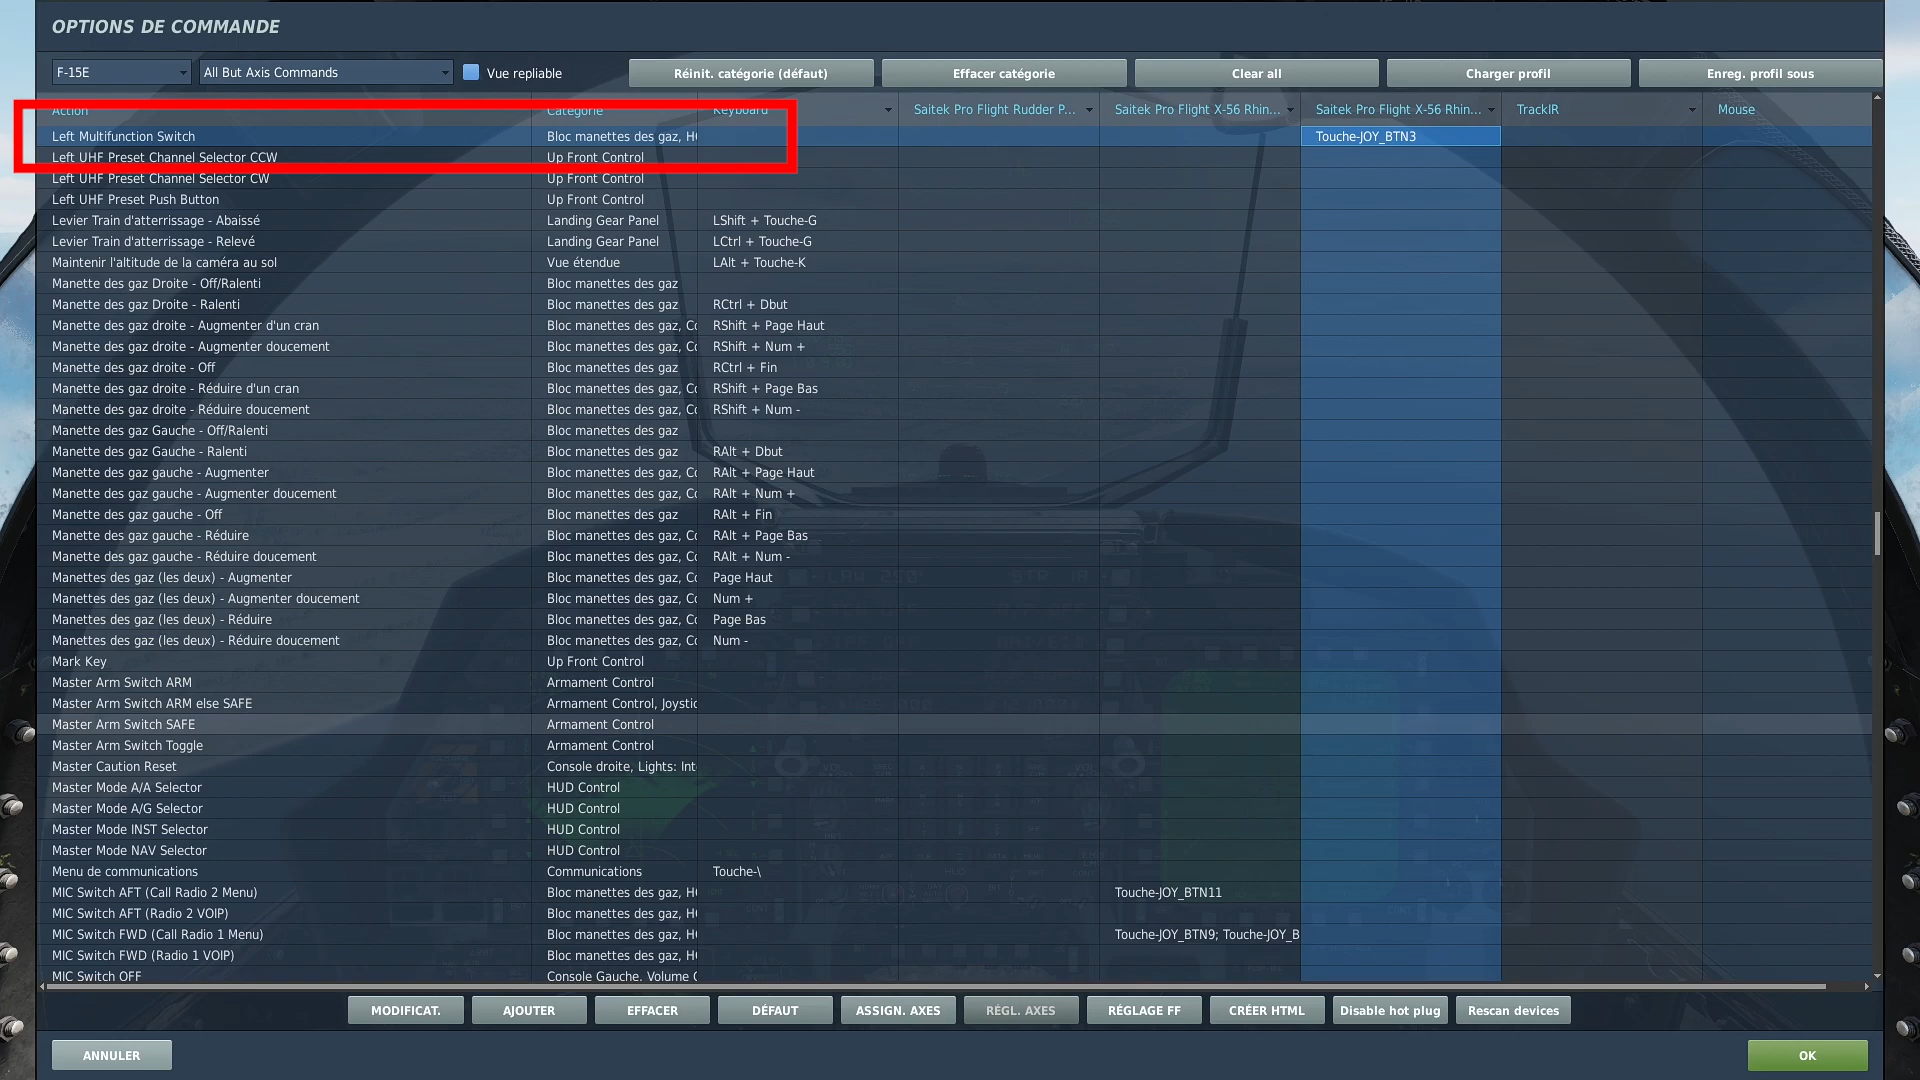 OPTIONS DE COMMANDE
F-15E All But Axis Commands Vue repliable Réinit. catégorie (défaut) Effacer catégorie Clear all Charger profil Enreg. profil sous
Action Catégorie Keyboard Saitek Pro Flight Rudder P... Saitek Pro Flight X-56 Rhin... Saitek Pro Flight X-56 Rhin... TrackIR Mouse
Left Multifunction Switch Bloc manettes des gaz, H Touche-JOY_BTN3
Left UHF Preset Channel Selector CCW Up Front Control
Left UHF Preset Channel Selector CW Up Front Control
Left UHF Preset Push Button Up Front Control
Levier Train d'atterrissage - Abaissé Landing Gear Panel LShift + Touche-G
Levier Train d'atterrissage - Relevé Landing Gear Panel LCtrl + Touche-G
Maintenir l'altitude de la caméra au sol Vue étendue LAlt + Touche-K
Manette des gaz Droite - Off/Ralenti Bloc manettes des gaz
Manette des gaz Droite - Ralenti Bloc manettes des gaz RCtrl + Dbut
Manette des gaz droite - Augmenter d'un cran Bloc manettes des gaz, Co RShift + Page Haut
Manette des gaz droite - Augmenter doucement Bloc manettes des gaz, Co RShift + Num +
Manette des gaz droite - Off Bloc manettes des gaz RCtrl + Fin
Manette des gaz droite - Réduire d'un cran Bloc manettes des gaz, Co RShift + Page Bas
Manette des gaz droite - Réduire doucement Bloc manettes des gaz, Co RShift + Num -
Manette des gaz Gauche - Off/Ralenti Bloc manettes des gaz
Manette des gaz Gauche - Ralenti Bloc manettes des gaz RAlt + Dbut
Manette des gaz gauche - Augmenter Bloc manettes des gaz, Co RAlt + Page Haut
Manette des gaz gauche - Augmenter doucement Bloc manettes des gaz, Co RAlt + Num +
Manette des gaz gauche - Off Bloc manettes des gaz RAlt + Fin
Manette des gaz gauche - Réduire Bloc manettes des gaz, Co RAlt + Page Bas
Manette des gaz gauche - Réduire doucement Bloc manettes des gaz, Co RAlt + Num -
Manettes des gaz (les deux) - Augmenter Bloc manettes des gaz, Co Page Haut
Manettes des gaz (les deux) - Augmenter doucement Bloc manettes des gaz, Co Num +
Manettes des gaz (les deux) - Réduire Bloc manettes des gaz, Co Page Bas
Manettes des gaz (les deux) - Réduire doucement Bloc manettes des gaz, Co Num -
Mark Key Up Front Control
Master Arm Switch ARM Armament Control
Master Arm Switch ARM else SAFE Armament Control, Joystic
Master Arm Switch SAFE Armament Control
Master Arm Switch Toggle Armament Control
Master Caution Reset Console droite, Lights: Int
Master Mode A/A Selector HUD Control
Master Mode A/G Selector HUD Control
Master Mode INST Selector HUD Control
Master Mode NAV Selector HUD Control
Menu de communications Communications Touche-\
MIC Switch AFT (Call Radio 2 Menu) Bloc manettes des gaz, H Touche-JOY_BTN11
MIC Switch AFT (Radio 2 VOIP) Bloc manettes des gaz, H
MIC Switch FWD (Call Radio 1 Menu) Bloc manettes des gaz, H Touche-JOY_BTN9; Touche-JOY_B
MIC Switch FWD (Radio 1 VOIP) Bloc manettes des gaz, H
MIC Switch OFF Console Gauche. Volume C
MODIFICAT. AJOUTER EFFACER DÉFAUT ASSIGN. AXES RÉGL. AXES RÉGLAGE FF CRÉER HTML Disable hot plug Rescan devices
ANNULER OK